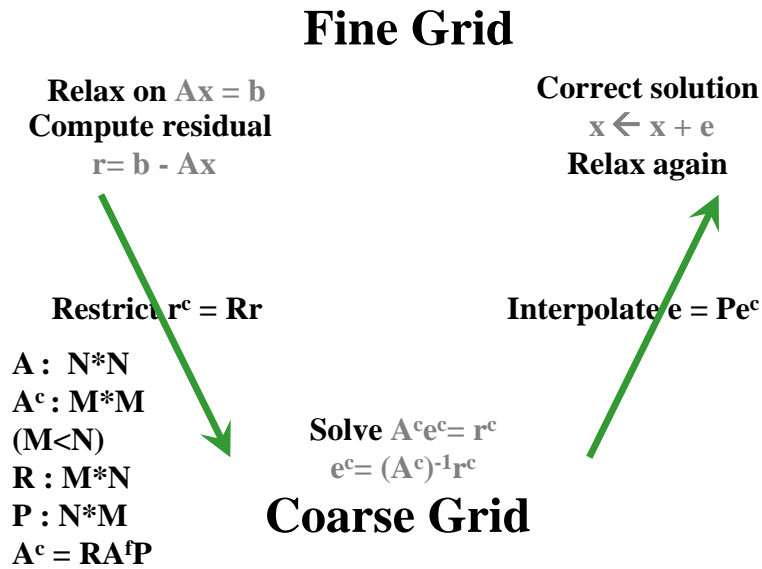 Fine Grid
Relax on Ax = b
Compute residual
r= b - Ax
Correct solution
x ← x + e
Relax again
Restrict rᶜ = Rr
Interpolate e = Peᶜ
A : N*N
Aᶜ : M*M
(M<N)
R : M*N
P : N*M
Aᶜ = RAᶠP
Solve Aᶜeᶜ= rᶜ
eᶜ= (Aᶜ)⁻¹rᶜ
Coarse Grid